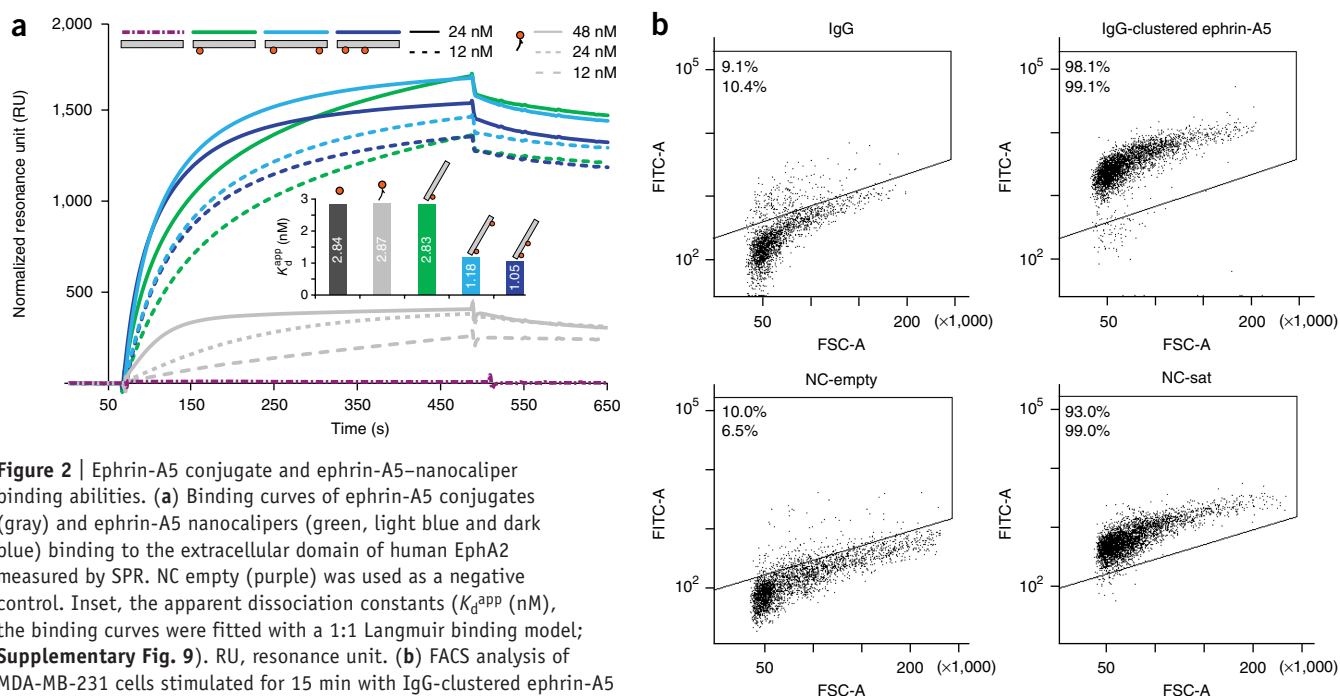 a
2,000
1,500
1,000
500
0
Normalized resonance unit (RU)
50
150
250
350
450
550
650
Time (s)
24 nM
12 nM
48 nM
24 nM
12 nM
3
2
1
0
K_d^app (nM)
2.84
2.87
2.83
1.18
1.05
Figure 2 | Ephrin-A5 conjugate and ephrin-A5–nanocaliper
binding abilities. (a) Binding curves of ephrin-A5 conjugates
(gray) and ephrin-A5 nanocalipers (green, light blue and dark
blue) binding to the extracellular domain of human EphA2
measured by SPR. NC empty (purple) was used as a negative
control. Inset, the apparent dissociation constants (K_d^app (nM),
the binding curves were fitted with a 1:1 Langmuir binding model;
Supplementary Fig. 9). RU, resonance unit. (b) FACS analysis of
MDA-MB-231 cells stimulated for 15 min with IgG-clustered ephrin-A5
b
IgG
10^5
9.1%
10.4%
10^2
FITC-A
50
200
(×1,000)
FSC-A
IgG-clustered ephrin-A5
10^5
98.1%
99.1%
10^2
FITC-A
50
200
(×1,000)
FSC-A
NC-empty
10^5
10.0%
6.5%
10^2
FITC-A
50
200
(×1,000)
FSC-A
NC-sat
10^5
93.0%
99.0%
10^2
FITC-A
50
200
(×1,000)
FSC-A